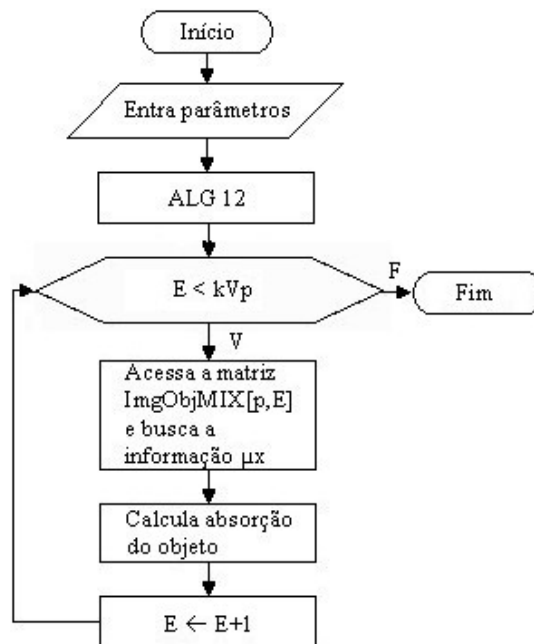 Início
Entra parâmetros
ALG 12
E < kVp
F
Fim
V
Acessa a matriz
ImgObjMIX[p,E]
e busca a
informação μx
Calcula absorção
do objeto
E ← E+1